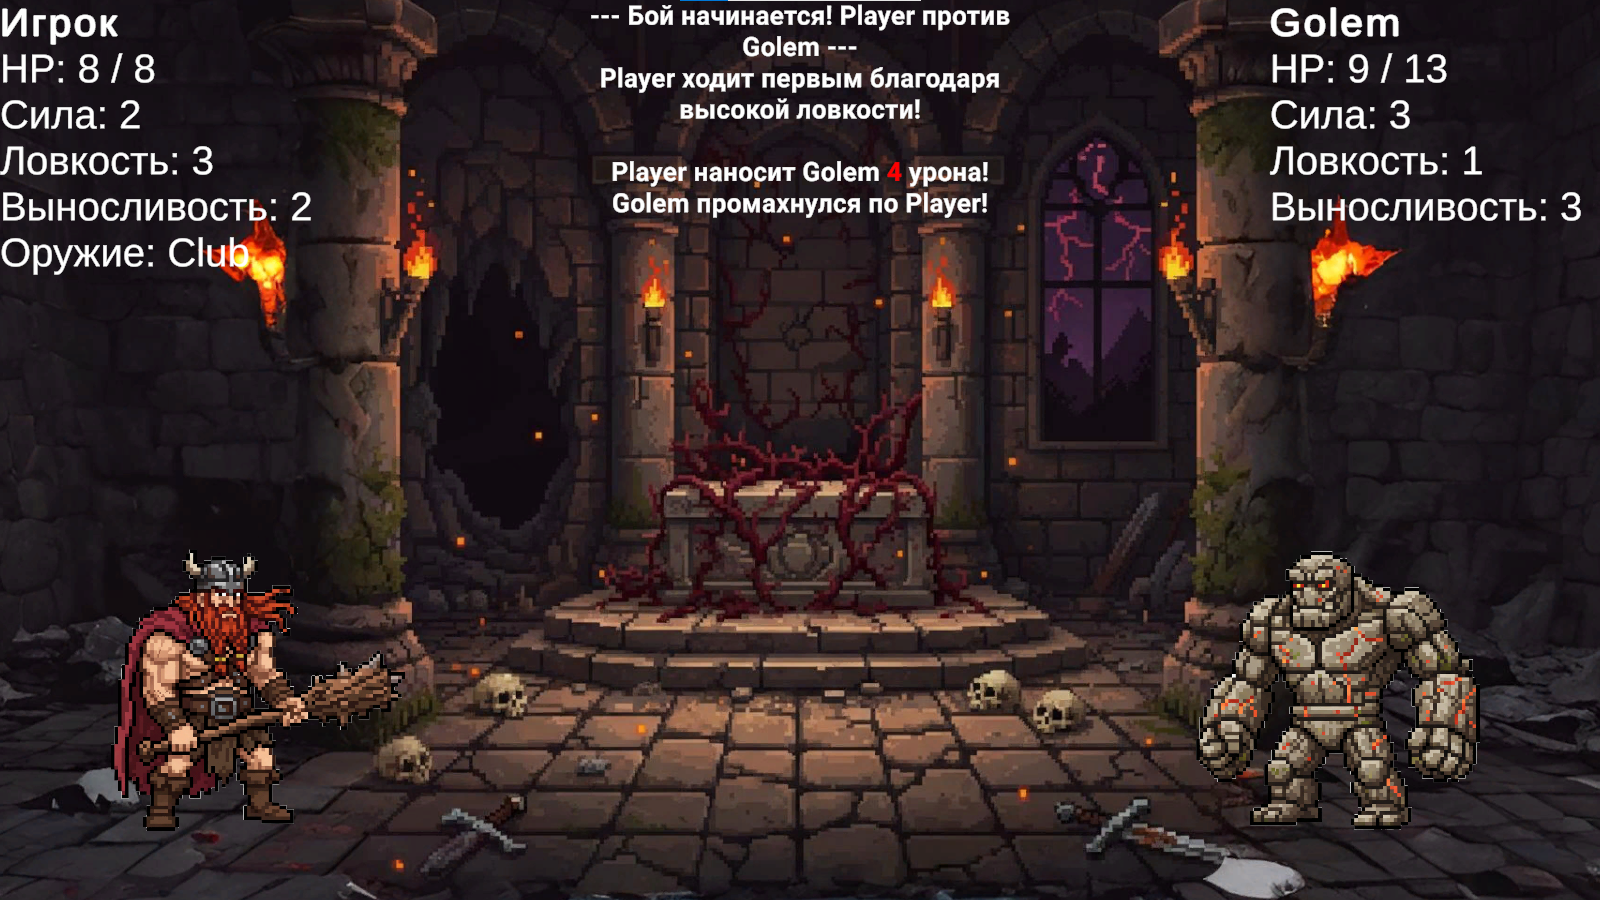 Игрок
HP: 8 / 8
Сила: 2
Ловкость: 3
Выносливость: 2
Оружие: Club
--- Бой начинается! Player против
Golem ---
Player ходит первым благодаря
высокой ловкости!
Player наносит Golem 4 урона!
Golem промахнулся по Player!
Golem
HP: 9 / 13
Сила: 3
Ловкость: 1
Выносливость: 3